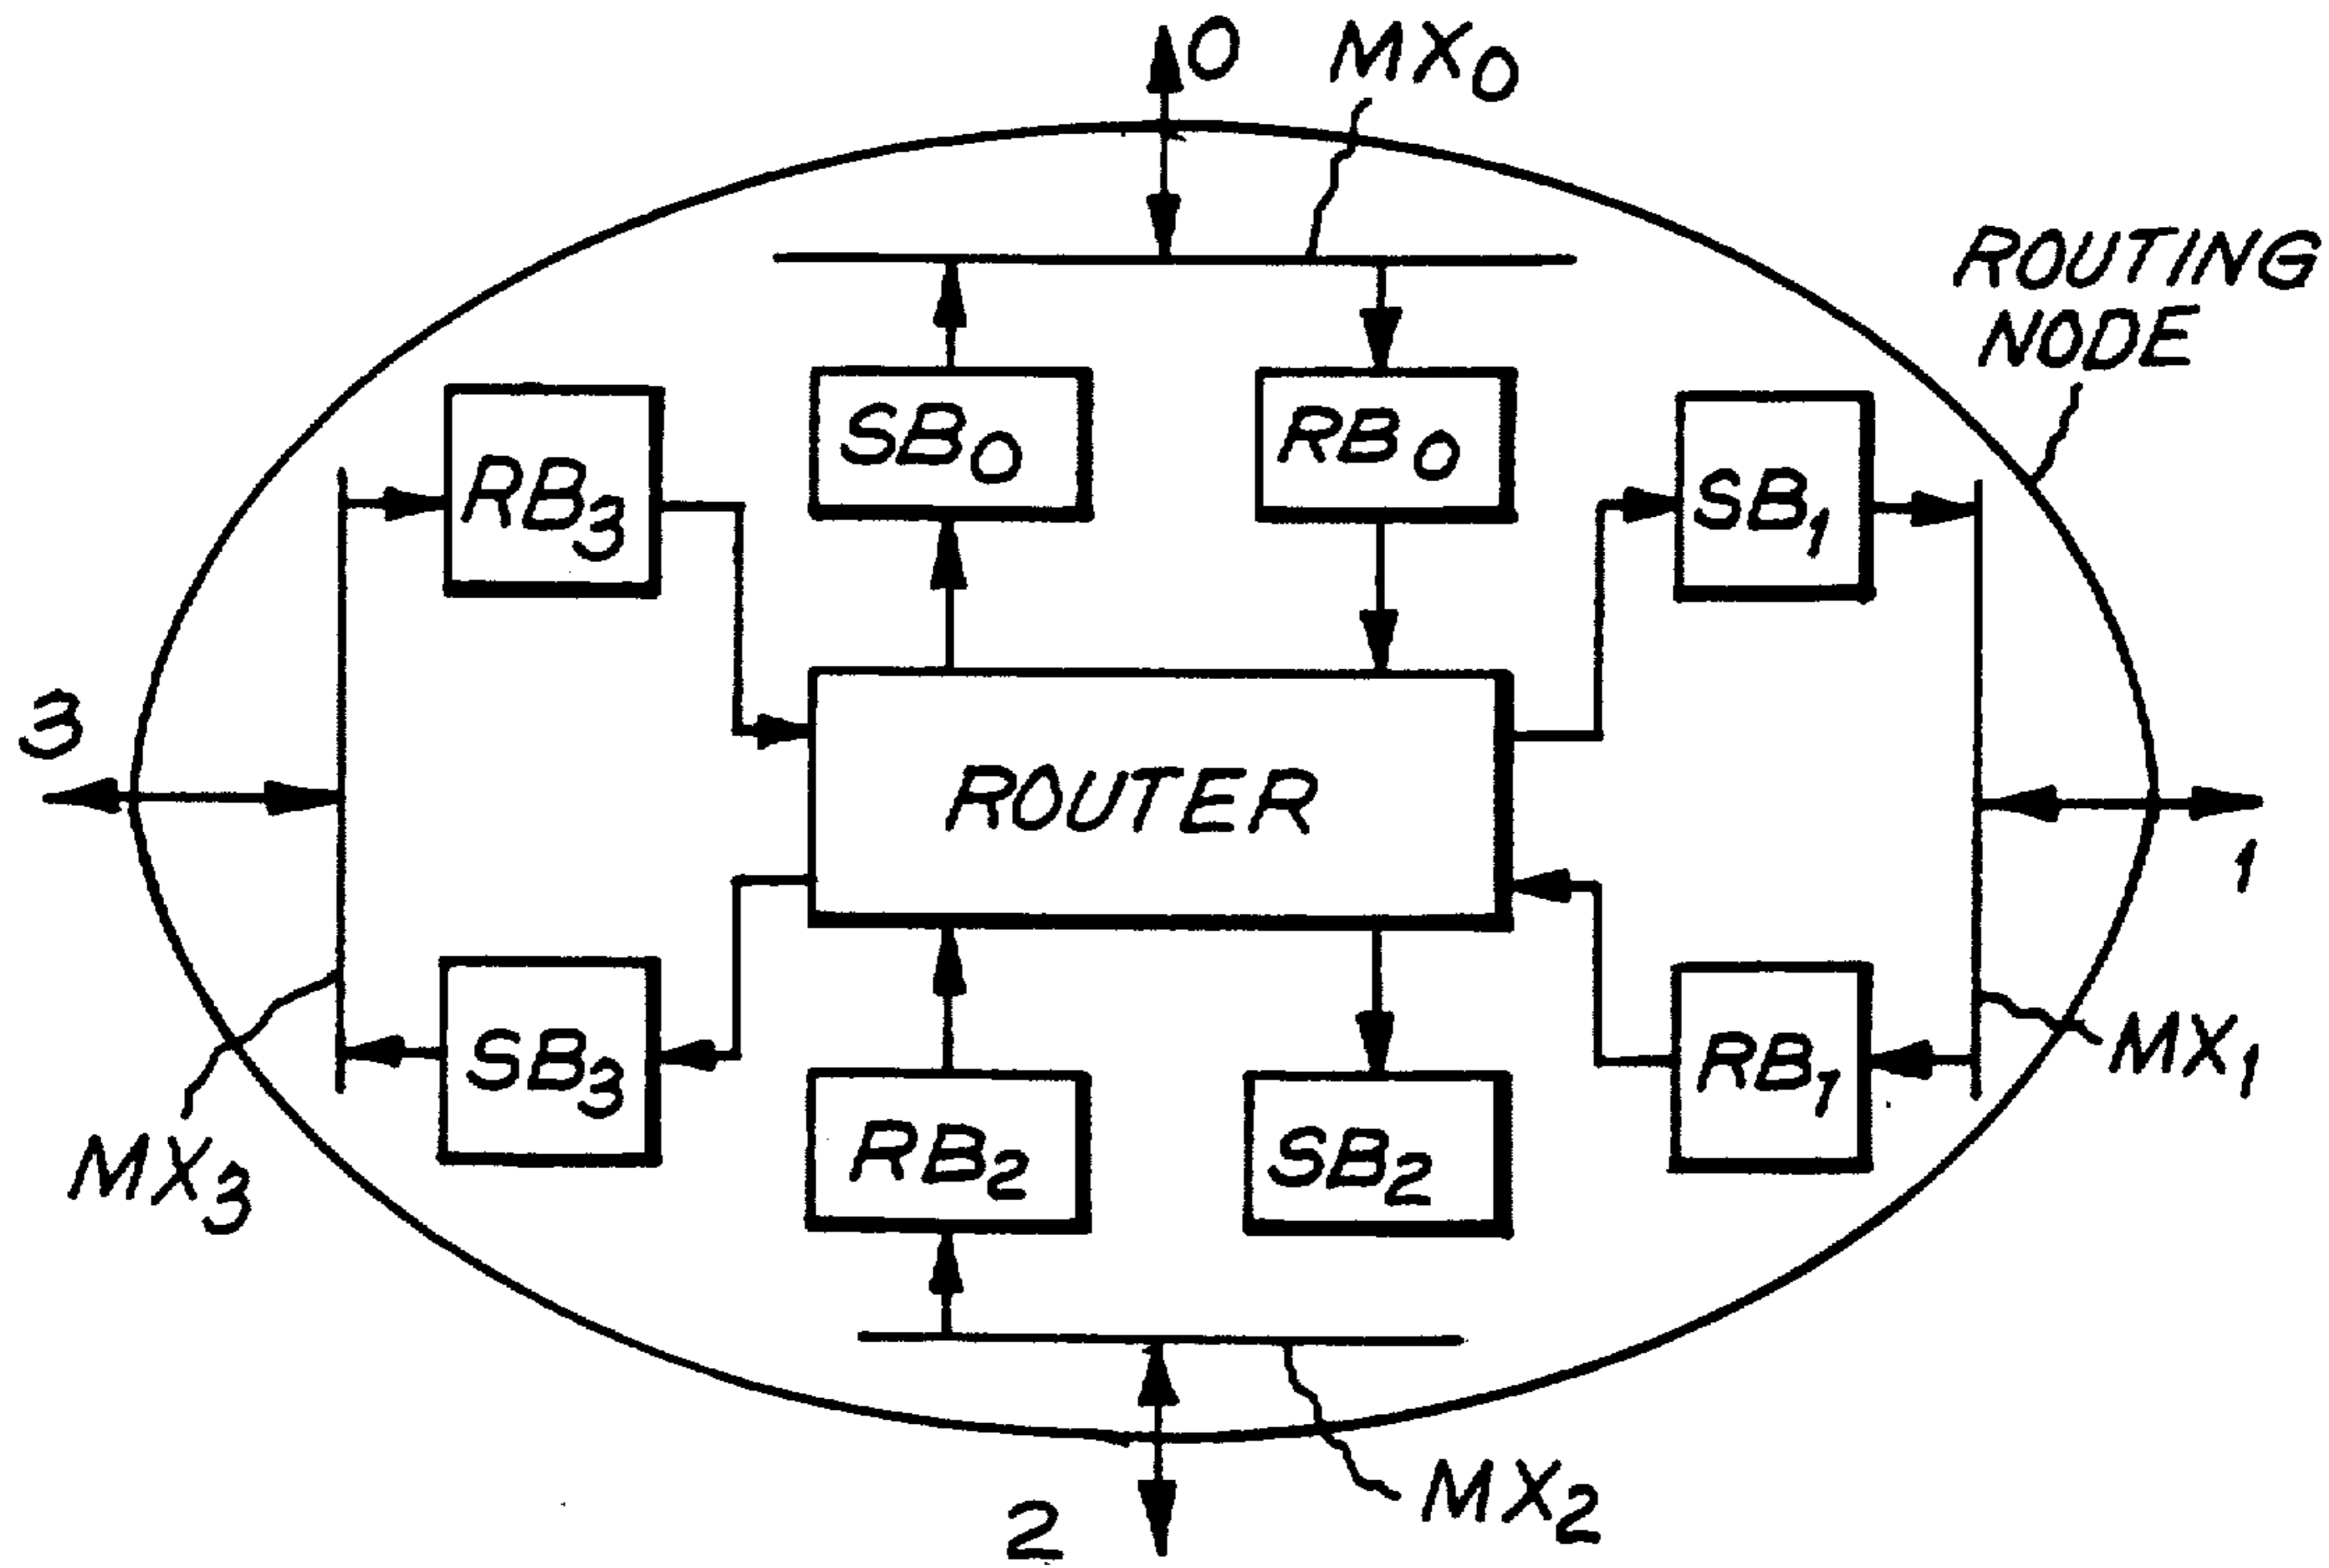 0
MX0
ROUTING
NODE
SB0
RB0
RB3
SB1
3
ROUTER
1
SB3
RB1
MX1
RB2
SB2
MX3
MX2
2